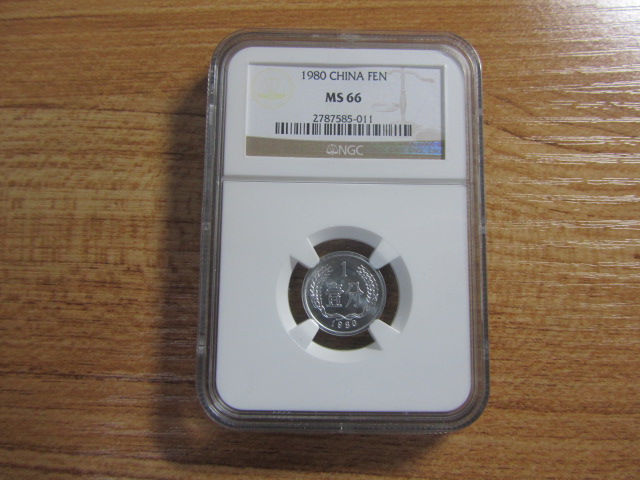 1980 CHINA FEN
MS 66
2787585-011
NGC
1
壹分
1980